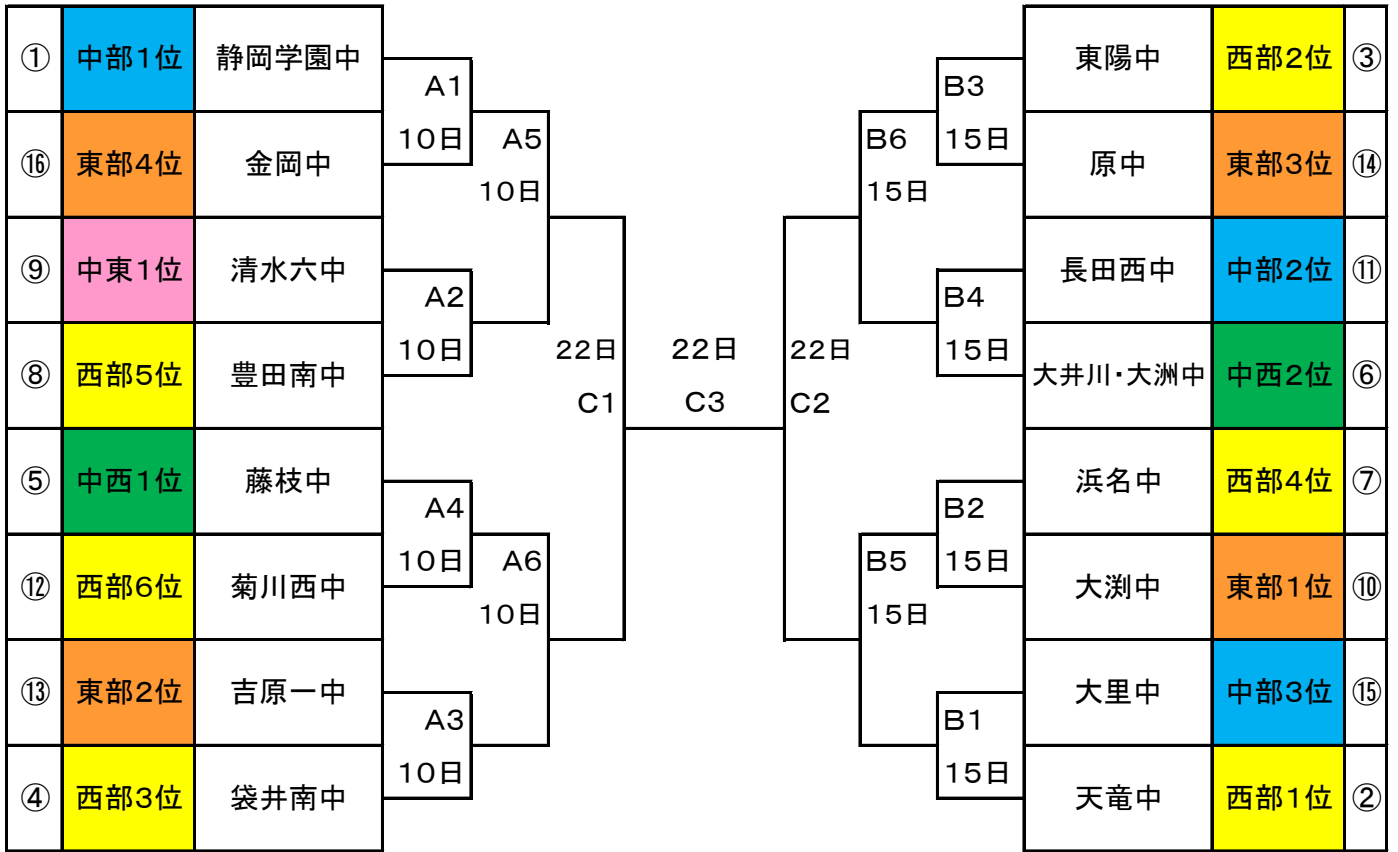 ① 中部1位 静岡学園中
⑯ 東部4位 金岡中
⑨ 中東1位 清水六中
⑧ 西部5位 豊田南中
⑤ 中西1位 藤枝中
⑫ 西部6位 菊川西中
⑬ 東部2位 吉原一中
④ 西部3位 袋井南中
A1
10日
A2
10日
A4
10日
A3
10日
A5
10日
A6
10日
22日
C1
22日
C3
22日
C2
B6
15日
B5
15日
B3
15日
B4
15日
B2
15日
B1
15日
東陽中 西部2位 ③
原中 東部3位 ⑭
長田西中 中部2位 ⑪
大井川・大洲中 中西2位 ⑥
浜名中 西部4位 ⑦
大渕中 東部1位 ⑩
大里中 中部3位 ⑮
天竜中 西部1位 ②